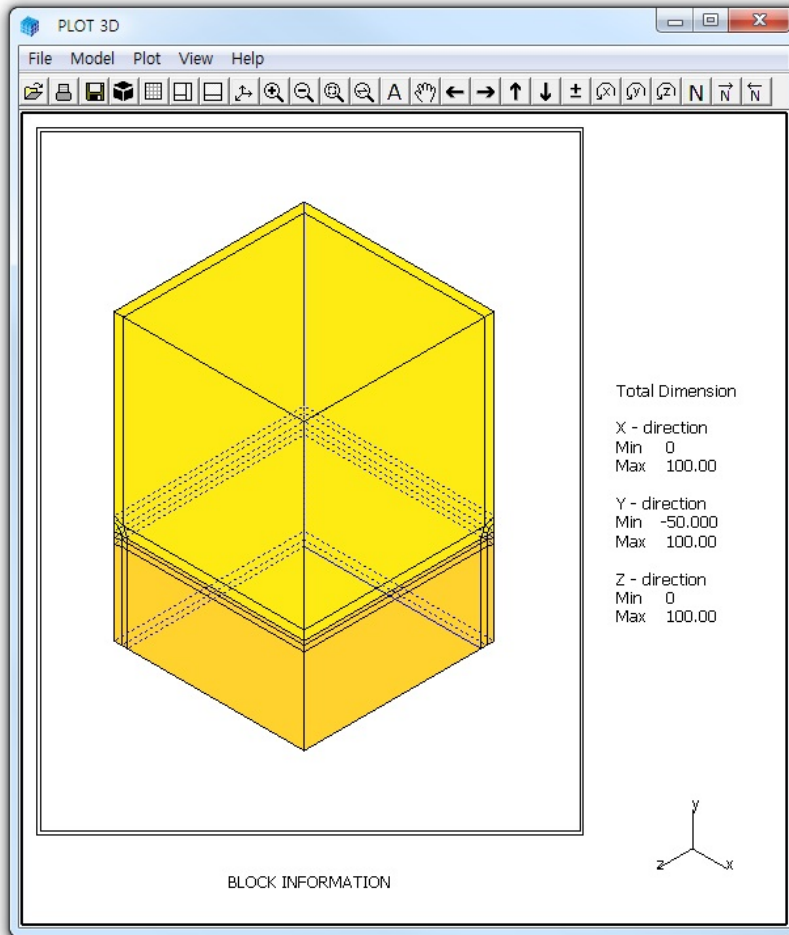 PLOT 3D
File Model Plot View Help
A ± x y z N N N
Total Dimension
X - direction
Min 0
Max 100.00
Y - direction
Min -50.000
Max 100.00
Z - direction
Min 0
Max 100.00
y
z x
BLOCK INFORMATION